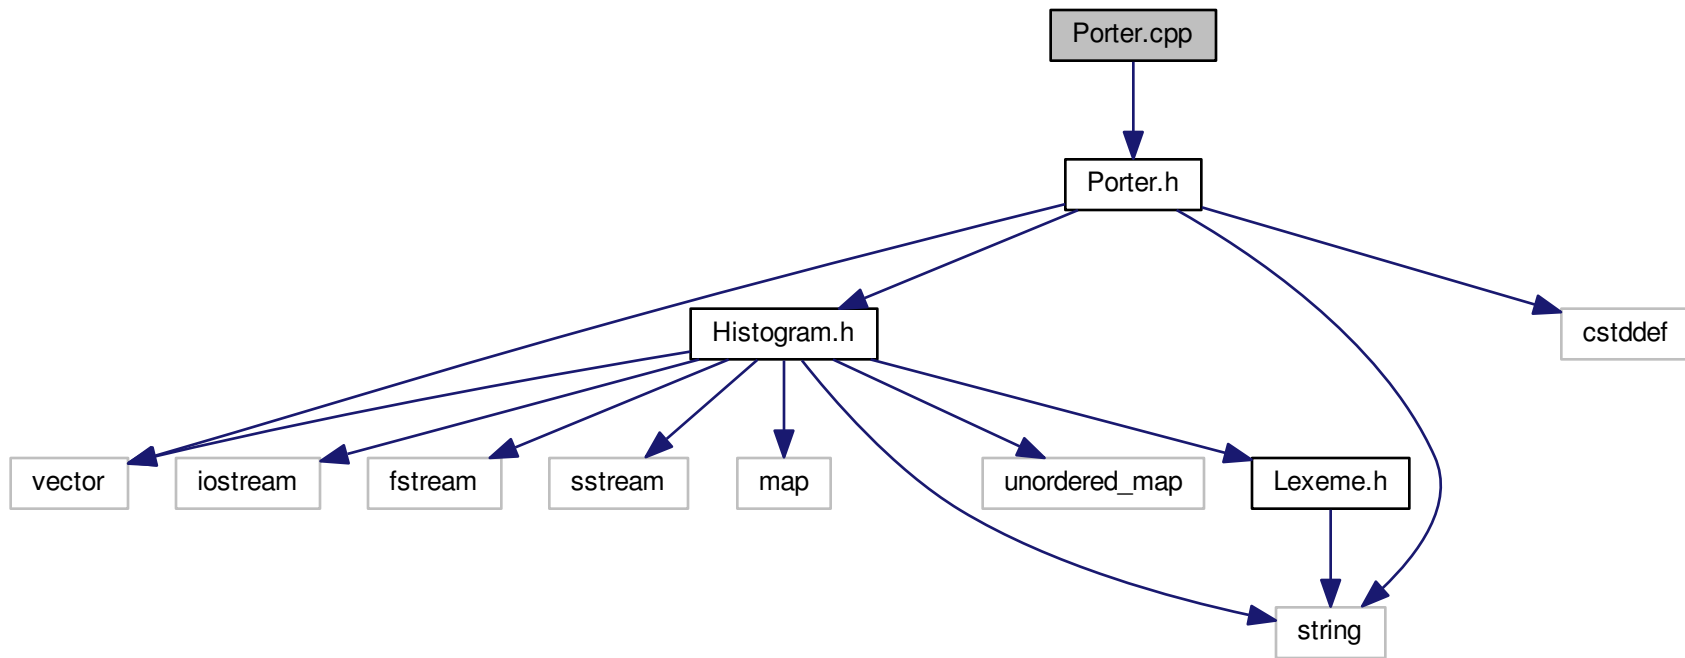 Porter.cpp
Porter.h
Histogram.h
cstddef
vector
iostream
fstream
sstream
map
unordered_map
Lexeme.h
string